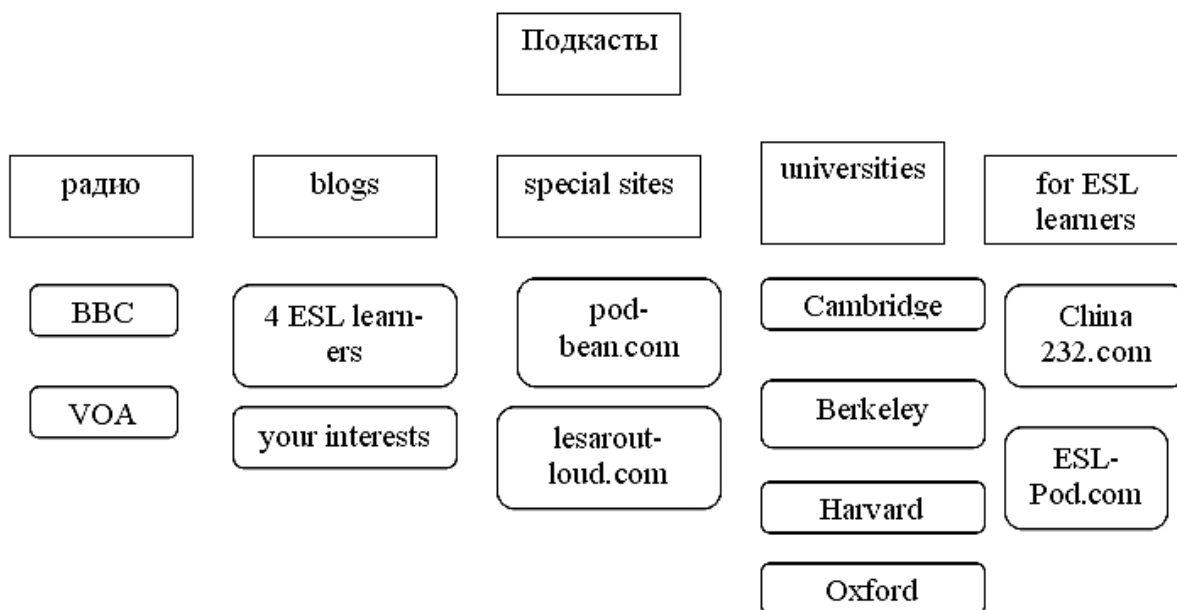 Подкасты
радио
blogs
special sites
universities
for ESL
learners
BBC
VOA
4 ESL learn-
ers
your interests
pod-
bean.com
lesarout-
loud.com
Cambridge
Berkeley
Harvard
Oxford
China
232.com
ESL-
Pod.com